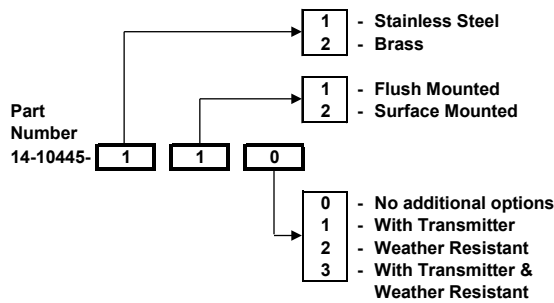 1 - Stainless Steel
2 - Brass
1 - Flush Mounted
2 - Surface Mounted
Part
Number
14-10445- 1 1 0
0 - No additional options
1 - With Transmitter
2 - Weather Resistant
3 - With Transmitter &
Weather Resistant